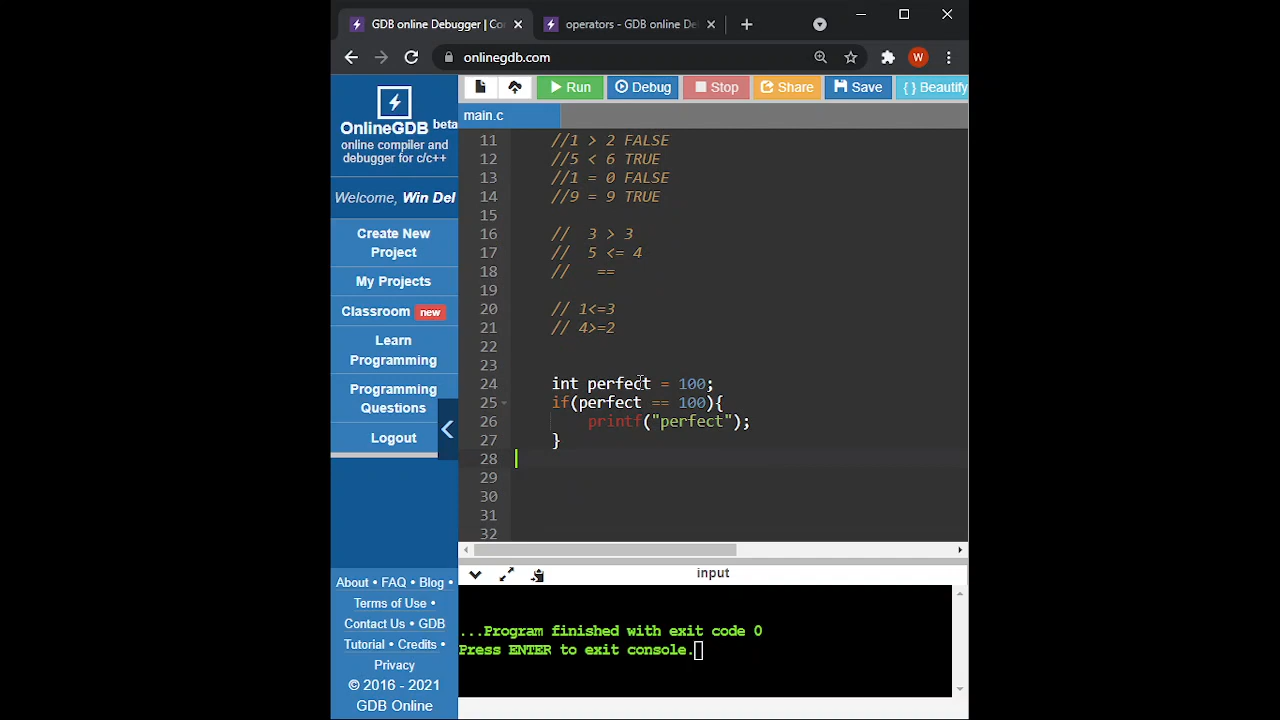 GDB online Debugger | Co
operators - GDB online De
onlinegdb.com
W
Run
Debug
Stop
Share
Save
{ } Beautify
OnlineGDB beta
online compiler and
debugger for c/c++
Welcome, Win Del
Create New
Project
My Projects
Classroom new
Learn
Programming
Programming
Questions
Logout
About • FAQ • Blog •
Terms of Use •
Contact Us • GDB
Tutorial • Credits •
Privacy
© 2016 - 2021
GDB Online
main.c
11 //1 > 2 FALSE
12 //5 < 6 TRUE
13 //1 = 0 FALSE
14 //9 = 9 TRUE
15
16 //  3 > 3
17 //  5 <= 4
18 //   ==
19
20 // 1<=3
21 // 4>=2
22
23
24 int perfect = 100;
25 if(perfect == 100){
26     printf("perfect");
27 }
28
29
30
31
32
input
...Program finished with exit code 0
Press ENTER to exit console.